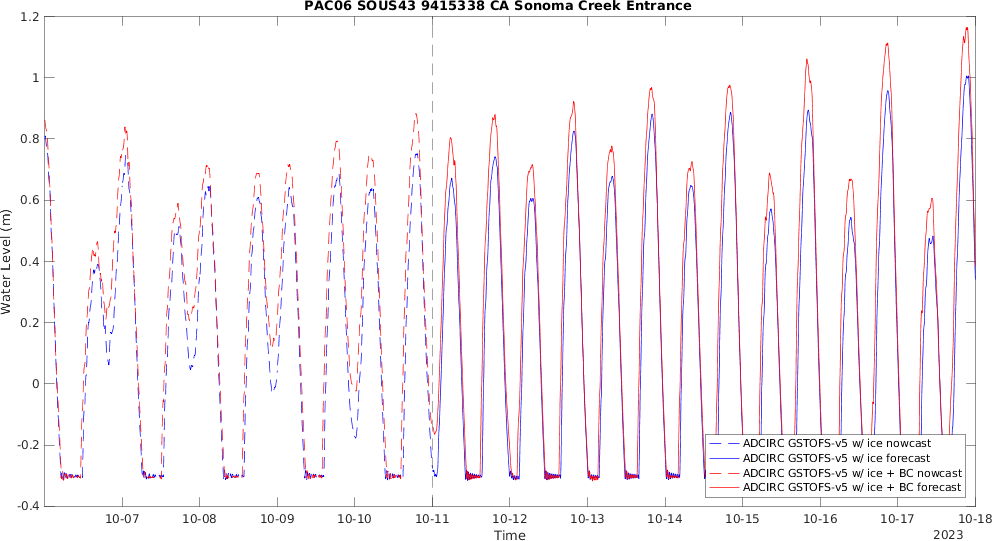 PAC06 SOUS43 9415338 CA Sonoma Creek Entrance
1.2
1
0.8
0.6
0.4
0.2
0
-0.2
-0.4
Water Level (m)
ADCIRC GSTOFS-v5 w/ ice nowcast
ADCIRC GSTOFS-v5 w/ ice forecast
ADCIRC GSTOFS-v5 w/ ice + BC nowcast
ADCIRC GSTOFS-v5 w/ ice + BC forecast
10-07 10-08 10-09 10-10 10-11 10-12 10-13 10-14 10-15 10-16 10-17 10-18
Time
2023